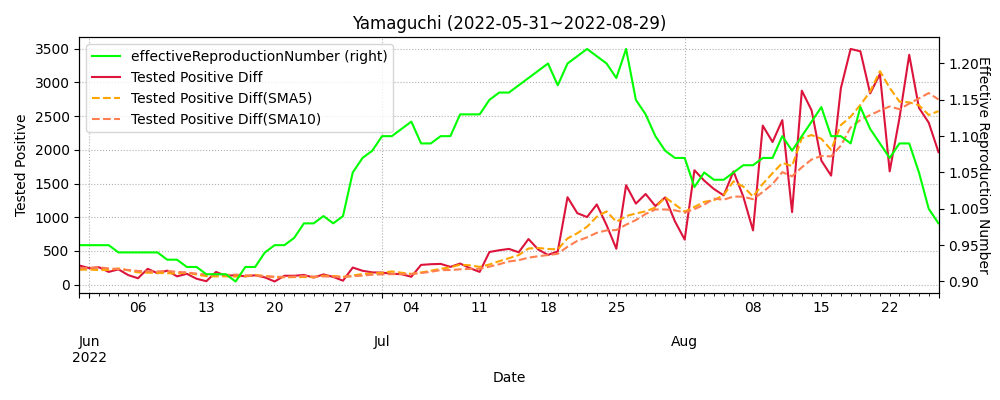 Yamaguchi (2022-05-31~2022-08-29)
effectiveReproductionNumber (right)
Tested Positive Diff
Tested Positive Diff(SMA5)
Tested Positive Diff(SMA10)
Tested Positive
3500
3000
2500
2000
1500
1000
500
0
Effective Reproduction Number
1.20
1.15
1.10
1.05
1.00
0.95
0.90
06 13 20 27 04 11 18 25 08 15 22
Jun Jul Aug
2022
Date